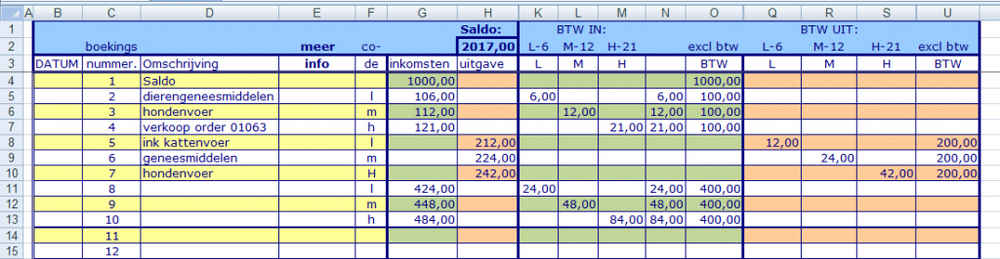 A B C D E F G H K L M N O Q R S U
1 Saldo: BTW IN: BTW UIT:
2 boekings meer co- 2017,00 L-6 M-12 H-21 excl btw L-6 M-12 H-21 excl btw
3 DATUM nummer. Omschrijving info de inkomsten uitgave L M H BTW L M H BTW
4 1 Saldo 1000,00 1000,00
5 2 dierengeneesmiddelen l 106,00 6,00 6,00 100,00
6 3 hondenvoer m 112,00 12,00 12,00 100,00
7 4 verkoop order 01063 h 121,00 21,00 21,00 100,00
8 5 ink kattenvoer l 212,00 12,00 200,00
9 6 geneesmiddelen m 224,00 24,00 200,00
10 7 hondenvoer H 242,00 42,00 200,00
11 8 l 424,00 24,00 24,00 400,00
12 9 m 448,00 48,00 48,00 400,00
13 10 h 484,00 84,00 84,00 400,00
14 11
15 12